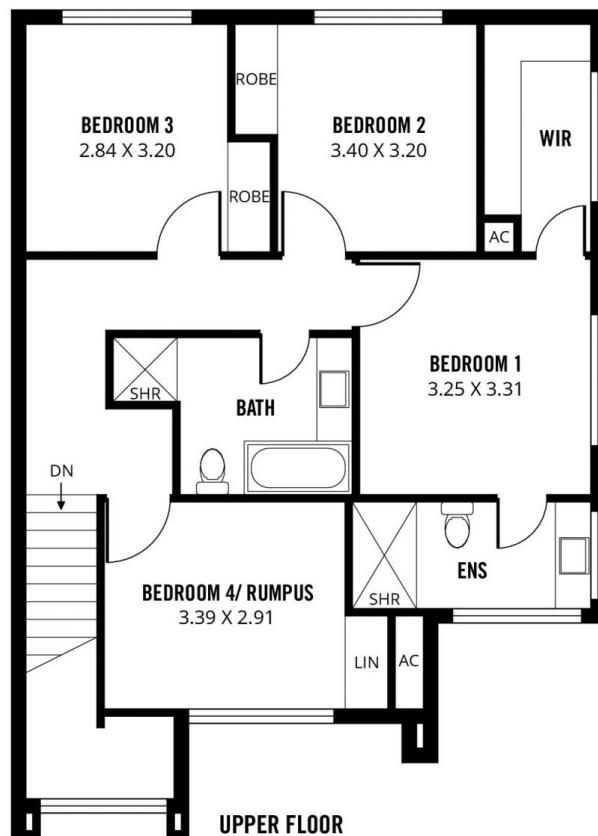 ROBE
BEDROOM 3
2.84 X 3.20
BEDROOM 2
3.40 X 3.20
WIR
ROBE
AC
BEDROOM 1
3.25 X 3.31
SHR
BATH
DN
ENS
BEDROOM 4/ RUMPUS
3.39 X 2.91
SHR
LIN
AC
UPPER FLOOR